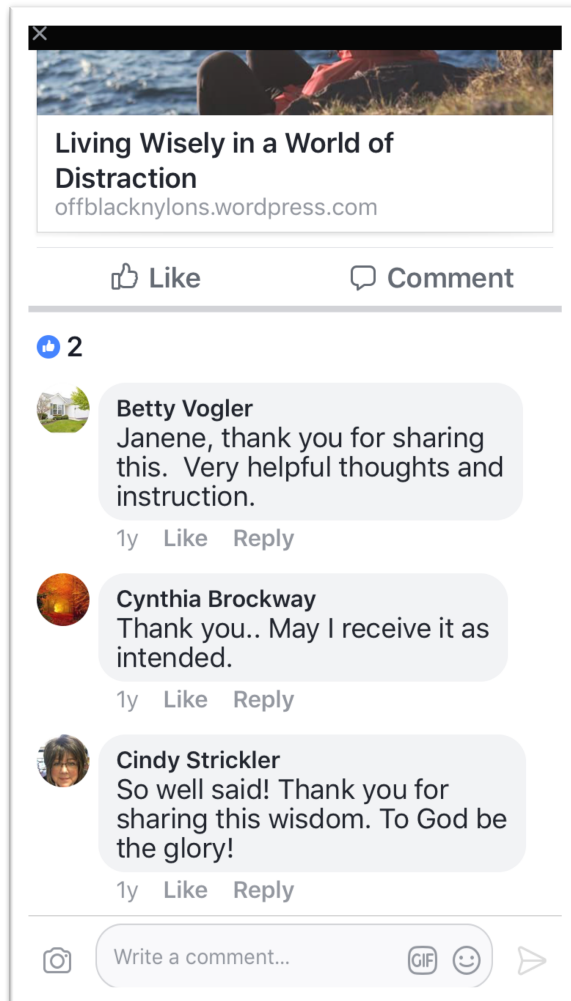 Living Wisely in a World of
Distraction
offblacknylons.wordpress.com
Like Comment
2
Betty Vogler
Janene, thank you for sharing
this.  Very helpful thoughts and
instruction.
1y Like Reply
Cynthia Brockway
Thank you.. May I receive it as
intended.
1y Like Reply
Cindy Strickler
So well said! Thank you for
sharing this wisdom. To God be
the glory!
1y Like Reply
Write a comment... GIF